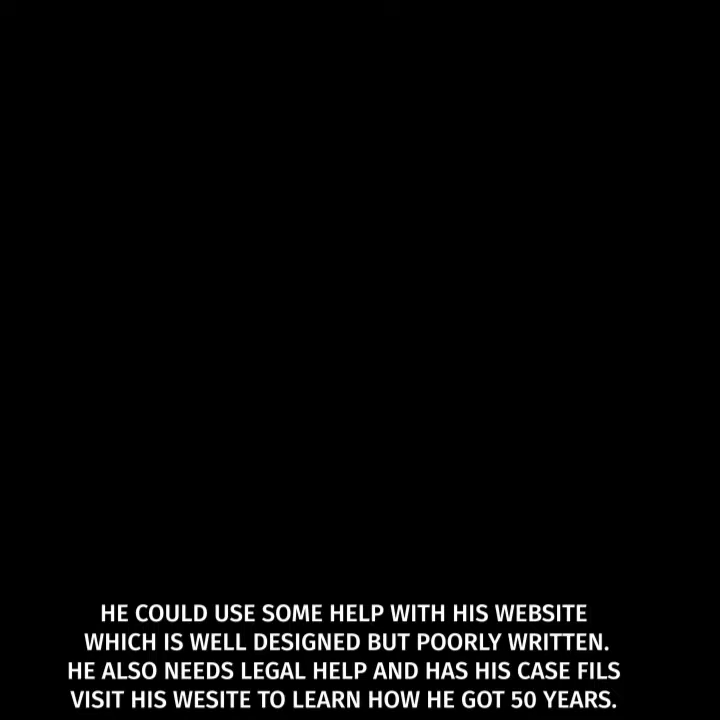 HE COULD USE SOME HELP WITH HIS WEBSITE
WHICH IS WELL DESIGNED BUT POORLY WRITTEN.
HE ALSO NEEDS LEGAL HELP AND HAS HIS CASE FILS
VISIT HIS WESITE TO LEARN HOW HE GOT 50 YEARS.